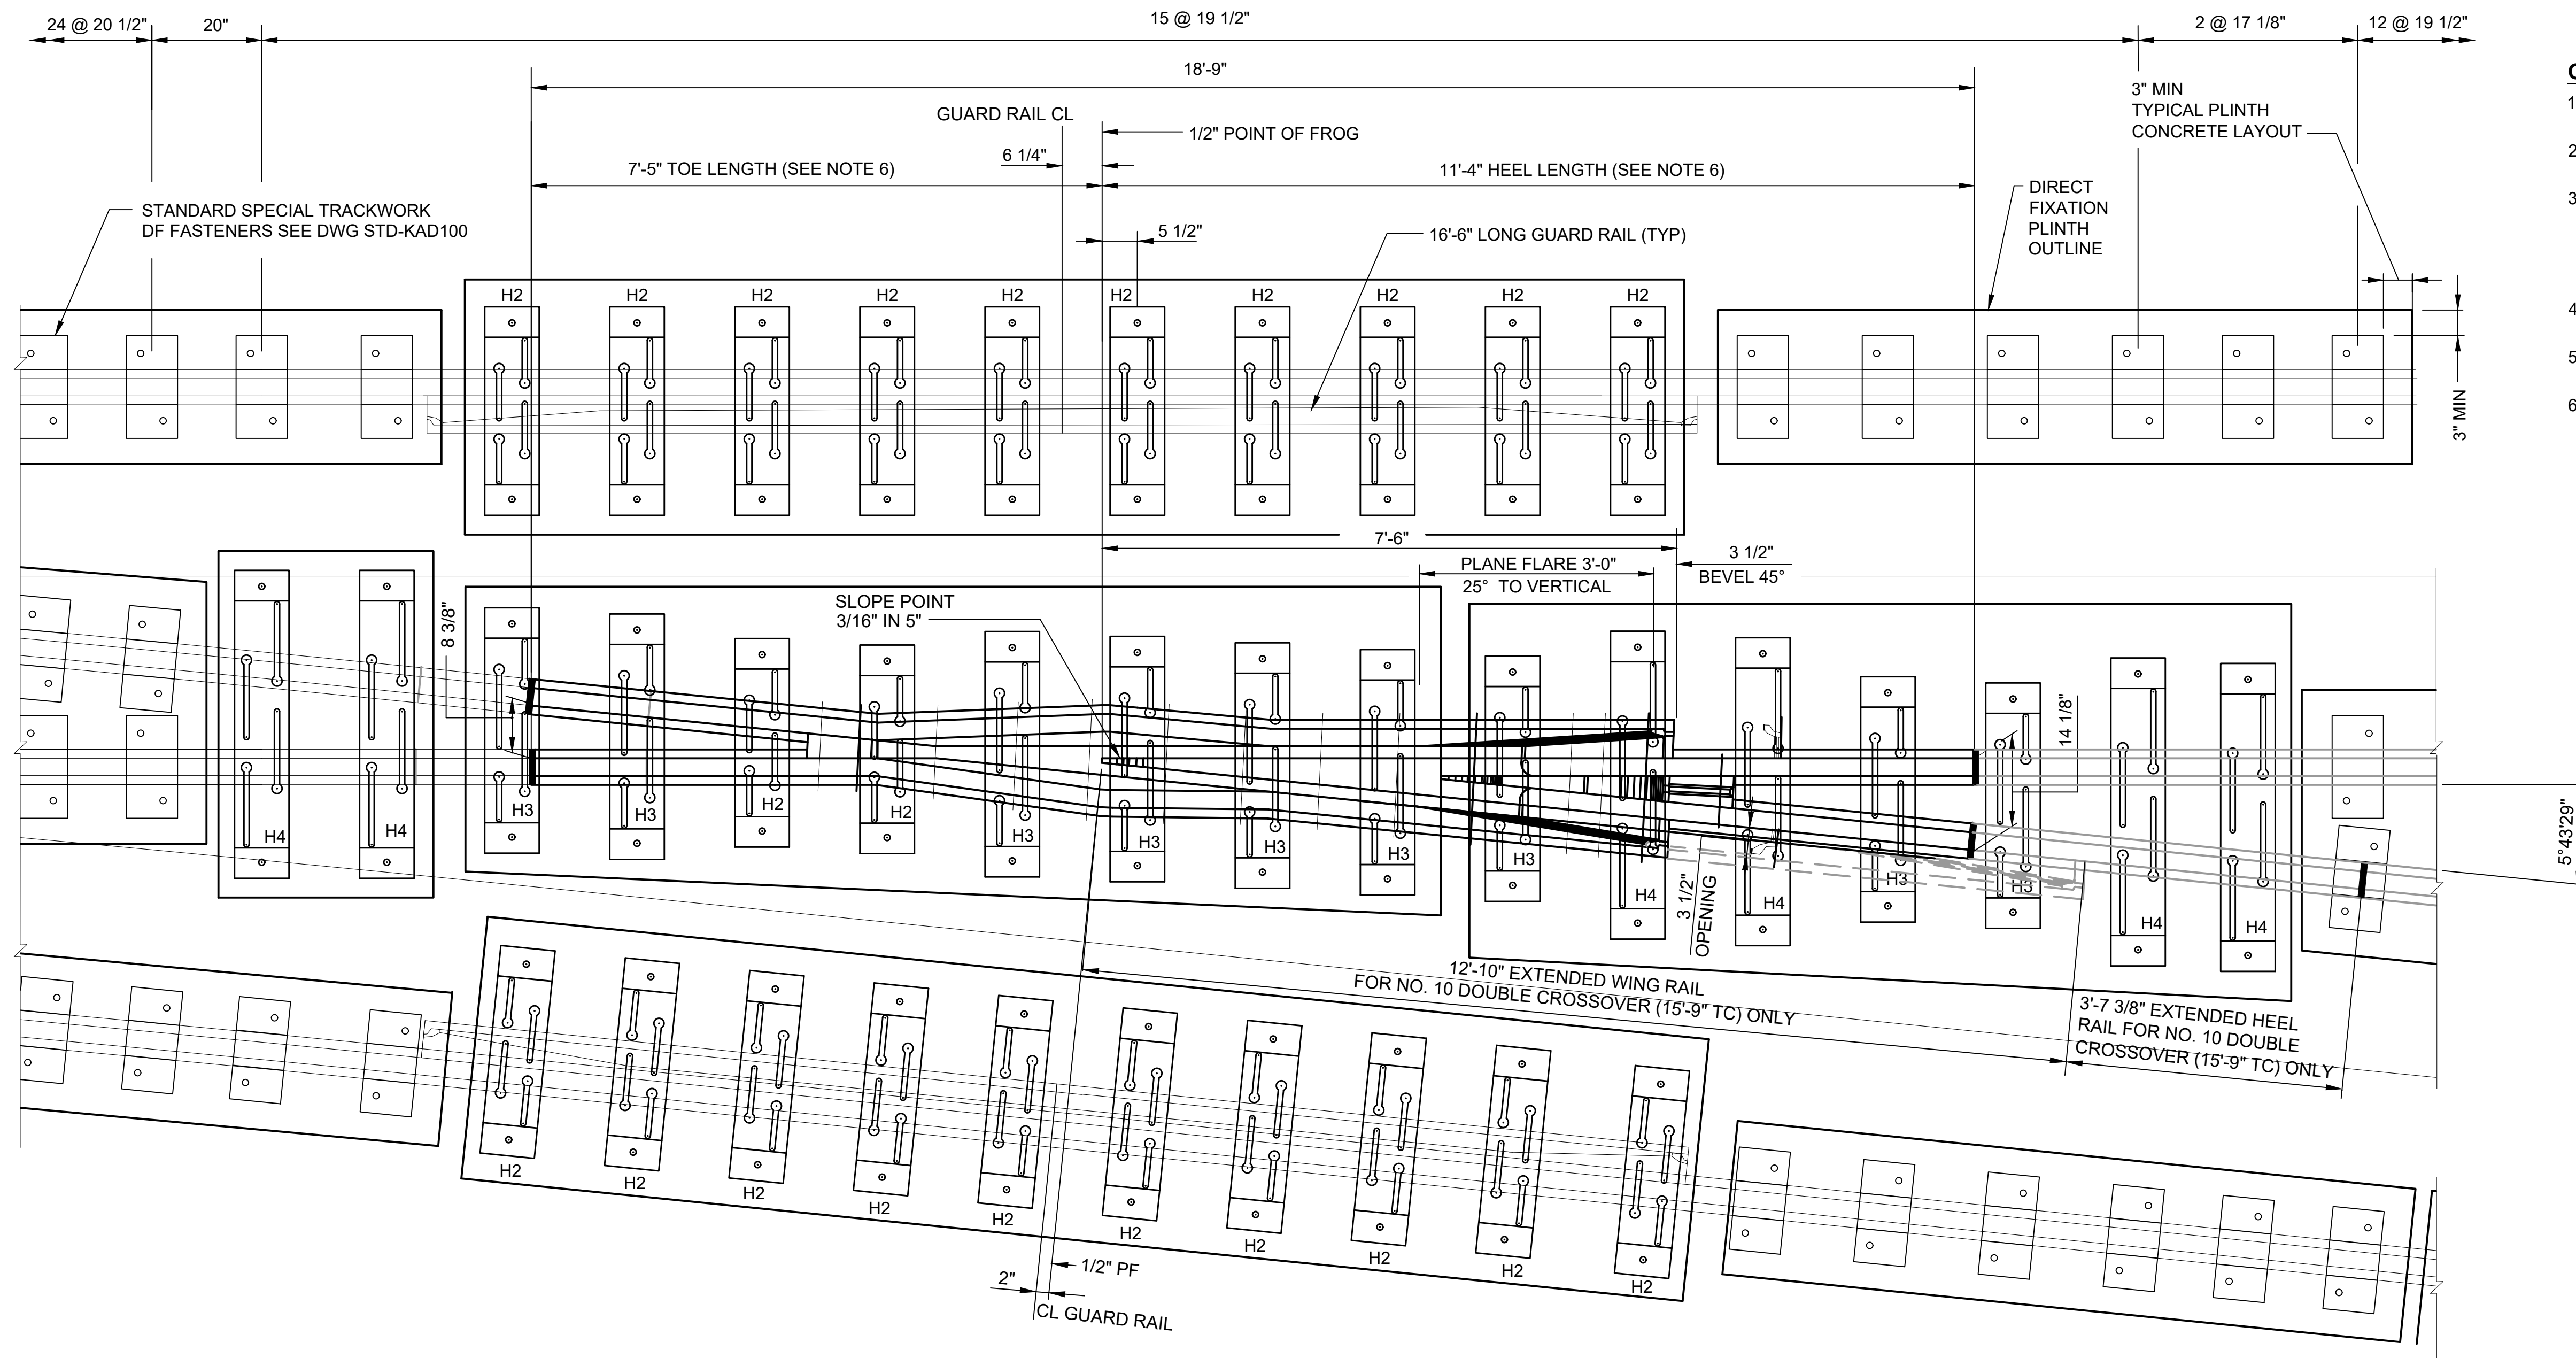 24 @ 20 1/2"
20"
15 @ 19 1/2"
2 @ 17 1/8"
12 @ 19 1/2"
18'-9"
GUARD RAIL CL
1/2" POINT OF FROG
6 1/4"
7'-5" TOE LENGTH (SEE NOTE 6)
11'-4" HEEL LENGTH (SEE NOTE 6)
3" MIN
TYPICAL PLINTH
CONCRETE LAYOUT
1
2
3
4
5
6
STANDARD SPECIAL TRACKWORK
DF FASTENERS SEE DWG STD-KAD100
5 1/2"
16'-6" LONG GUARD RAIL (TYP)
DIRECT
FIXATION
PLINTH
OUTLINE
H2
H2
H2
H2
H2
H2
H2
H2
H2
H2
3" MIN
7'-6"
PLANE FLARE 3'-0"
25° TO VERTICAL
3 1/2"
BEVEL 45°
8 3/8"
SLOPE POINT
3/16" IN 5"
14 1/8"
5°43'29"
H4
H4
H3
H3
H2
H2
H3
H3
H3
H3
H3
H4
H4
H3
H3
H4
H4
3 1/2"
OPENING
12'-10" EXTENDED WING RAIL
FOR NO. 10 DOUBLE CROSSOVER (15'-9" TC) ONLY
3'-7 3/8" EXTENDED HEEL
RAIL FOR NO. 10 DOUBLE
CROSSOVER (15'-9" TC) ONLY
H2
H2
H2
H2
H2
H2
H2
H2
H2
H2
2"
1/2" PF
CL GUARD RAIL